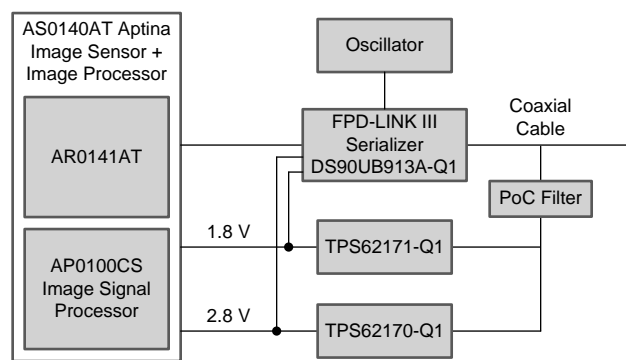 AS0140AT Aptina
Image Sensor +
Image Processor
AR0141AT
AP0100CS
Image Signal
Processor
Oscillator
FPD-LINK III
Serializer
DS90UB913A-Q1
Coaxial
Cable
PoC Filter
1.8 V
TPS62171-Q1
2.8 V
TPS62170-Q1